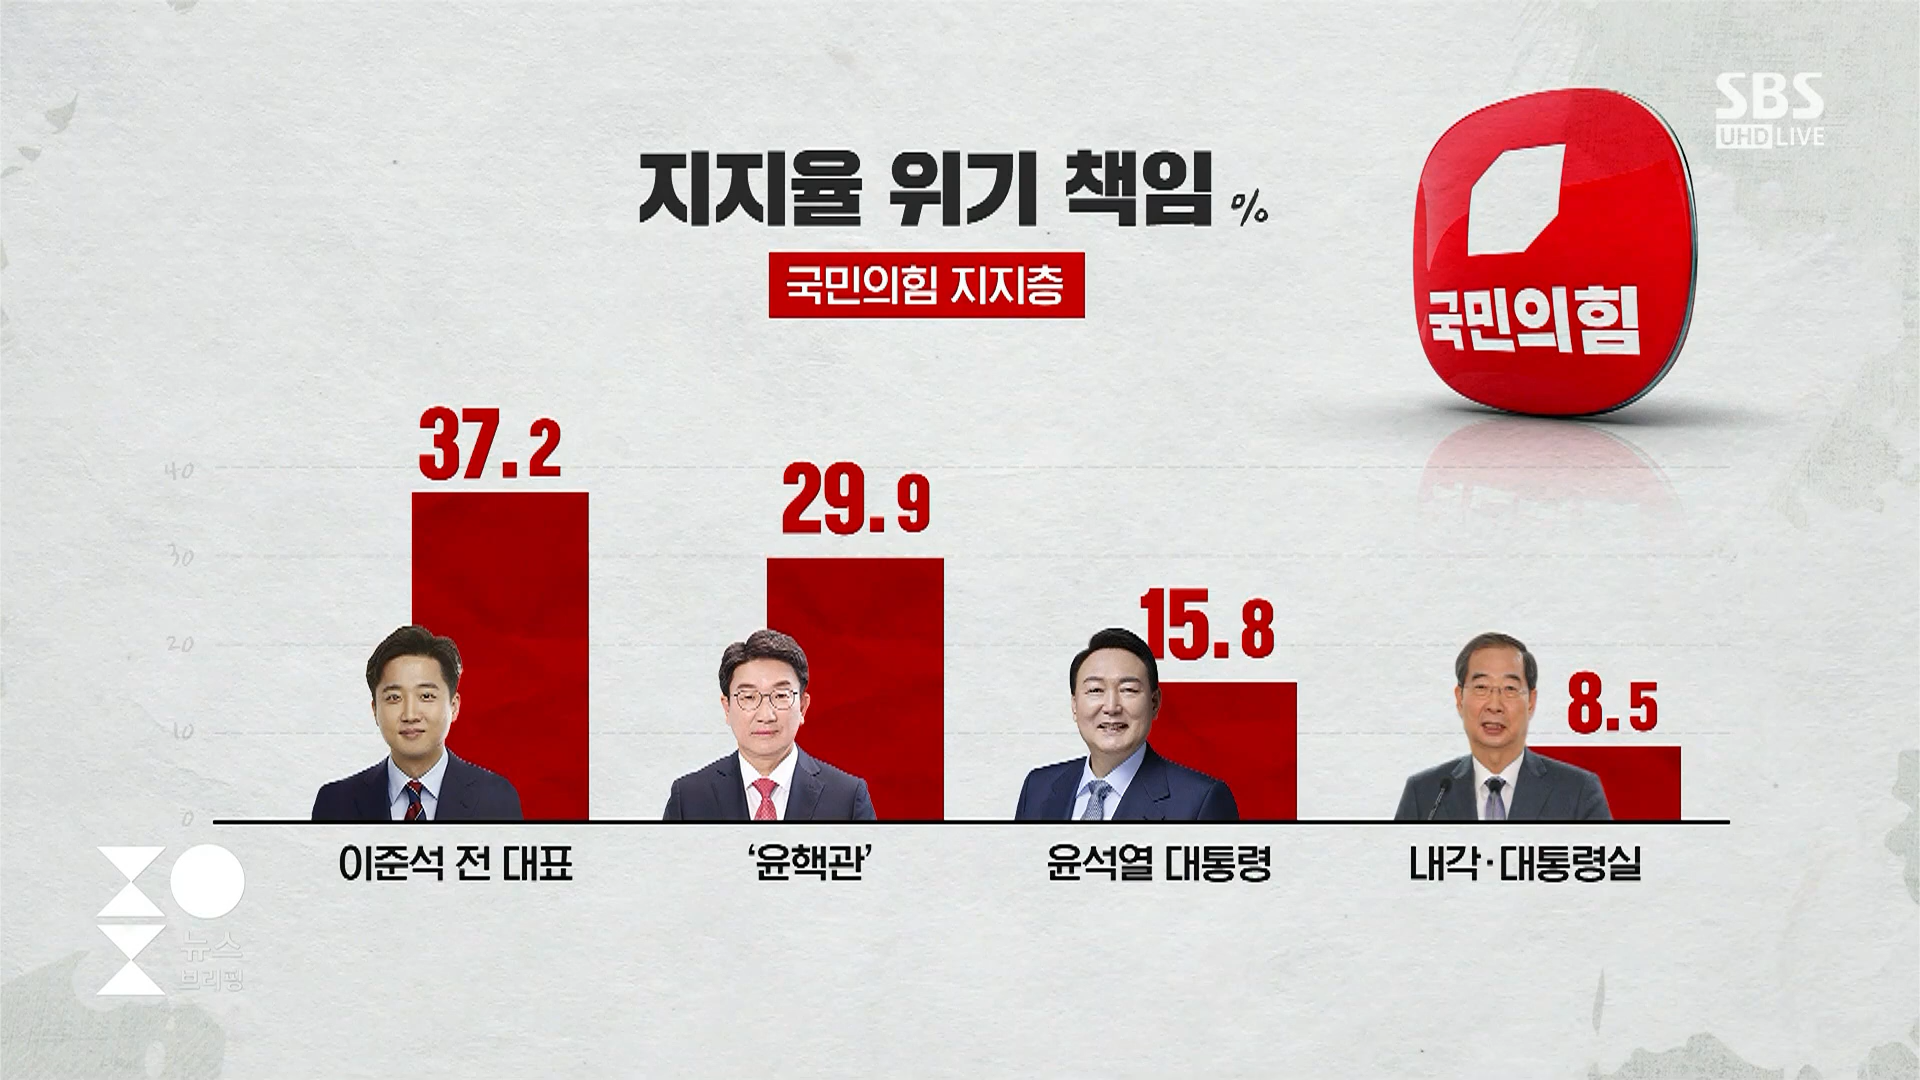 SBS
UHD LIVE
지지율 위기 책임 %
국민의힘 지지층
국민의힘
37.2
29.9
15.8
8.5
40
30
20
10
0
이준석 전 대표
‘윤핵관’
윤석열 대통령
내각·대통령실
뉴스
브리핑